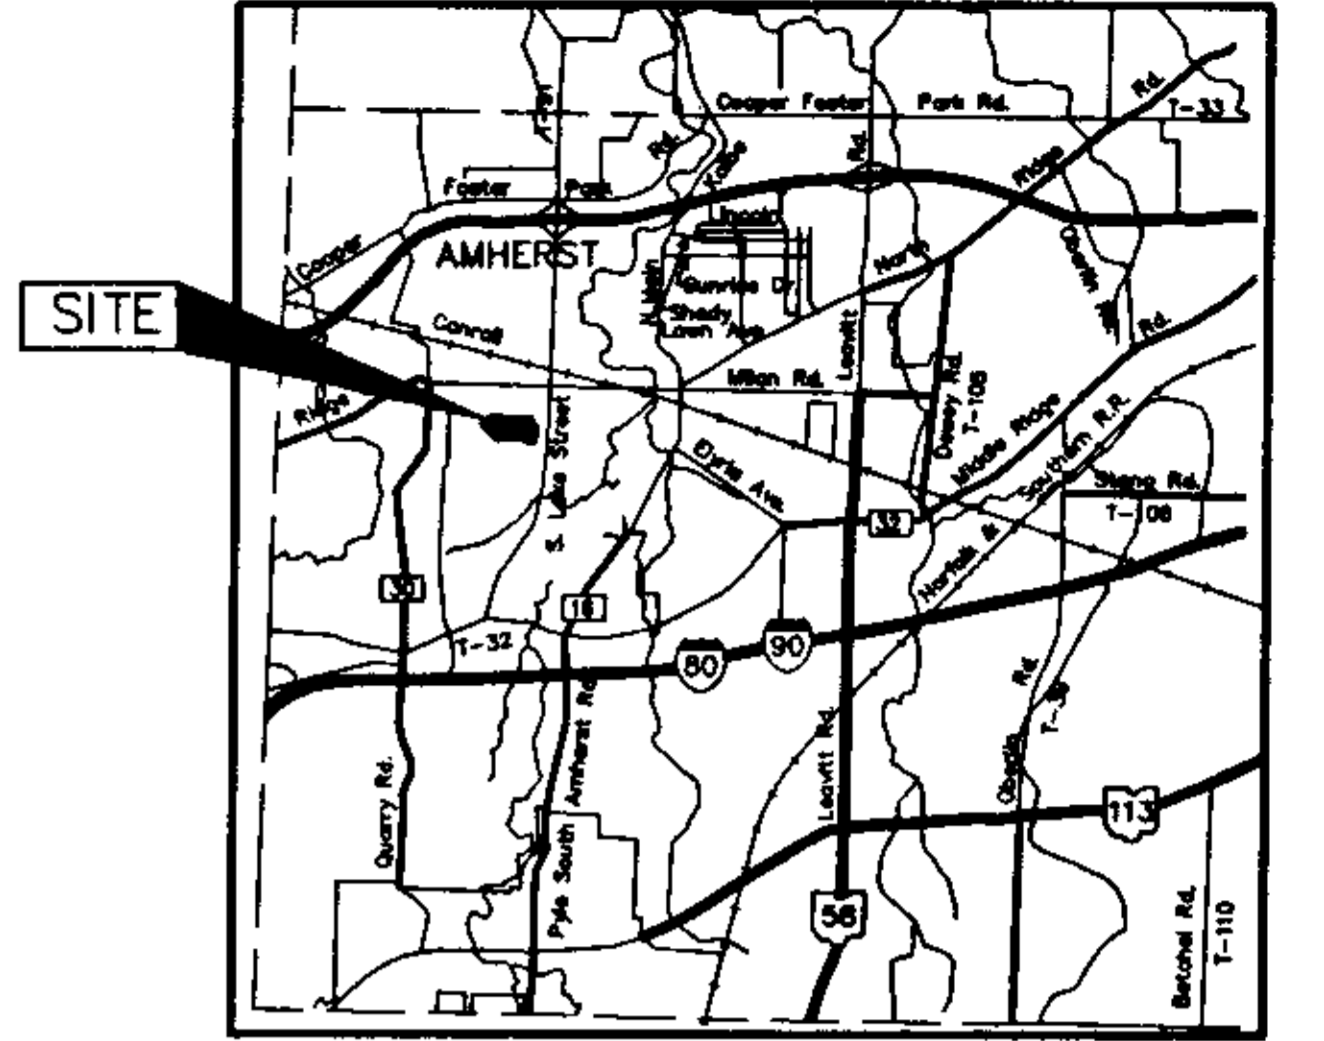 T-33
Rd.
Cooper Foster Park Rd.
Rd.
Rd.
Ridge
Foster Park
Lincoln
Cooper
AMHERST
North
SITE
N Main
Sunrise Dr.
Shady
Lawn Ave
Conrail
Leavitt
Rd.
Milan Rd.
Ridge
Dewey Rd.
T-108
Middle Ridge
Lake Street
Elyria Ave.
Southern R.R.
Norfolk &
T-108
32
St.
30
T-32
80
90
Rd.
Quarry Rd.
Amherst Rd.
Leavitt Rd.
Oberlin
113
Pyle South
58
Betchel Rd.
T-110